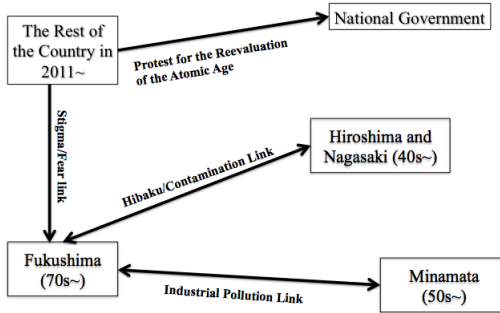 The Rest of
the Country in
2011~
National Government
Protest for the Reevaluation
of the Atomic Age
Stigma/Fear link
Hiroshima and
Nagasaki (40s~)
Hibaku/Contamination Link
Fukushima
(70s~)
Industrial Pollution Link
Minamata
(50s~)